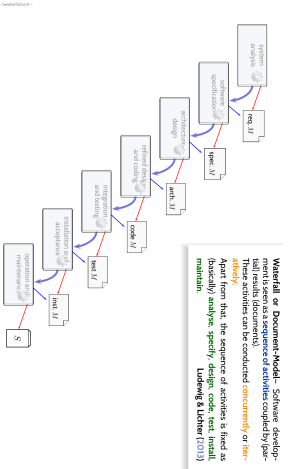 - Swisterfallcont -
system
analysis
software
specification
architecture
design
refined design
and coding
integration
and testing
installation and
acceptance
operation and
maintenance
req. M
spec. M
arch. M
code M
test M
inst. M
S
Waterfall or Document-Model– Software develop-
ment is seen as a sequence of activities coupled by (par-
tial) results (documents).
These activities can be conducted concurrently or iter-
atively.
Apart from that, the sequence of activities is fixed as
(basically) analyse, specify, design, code, test, install,
maintain.
Ludewig & Lichter (2013)